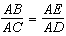 AB/AC = AE/AD